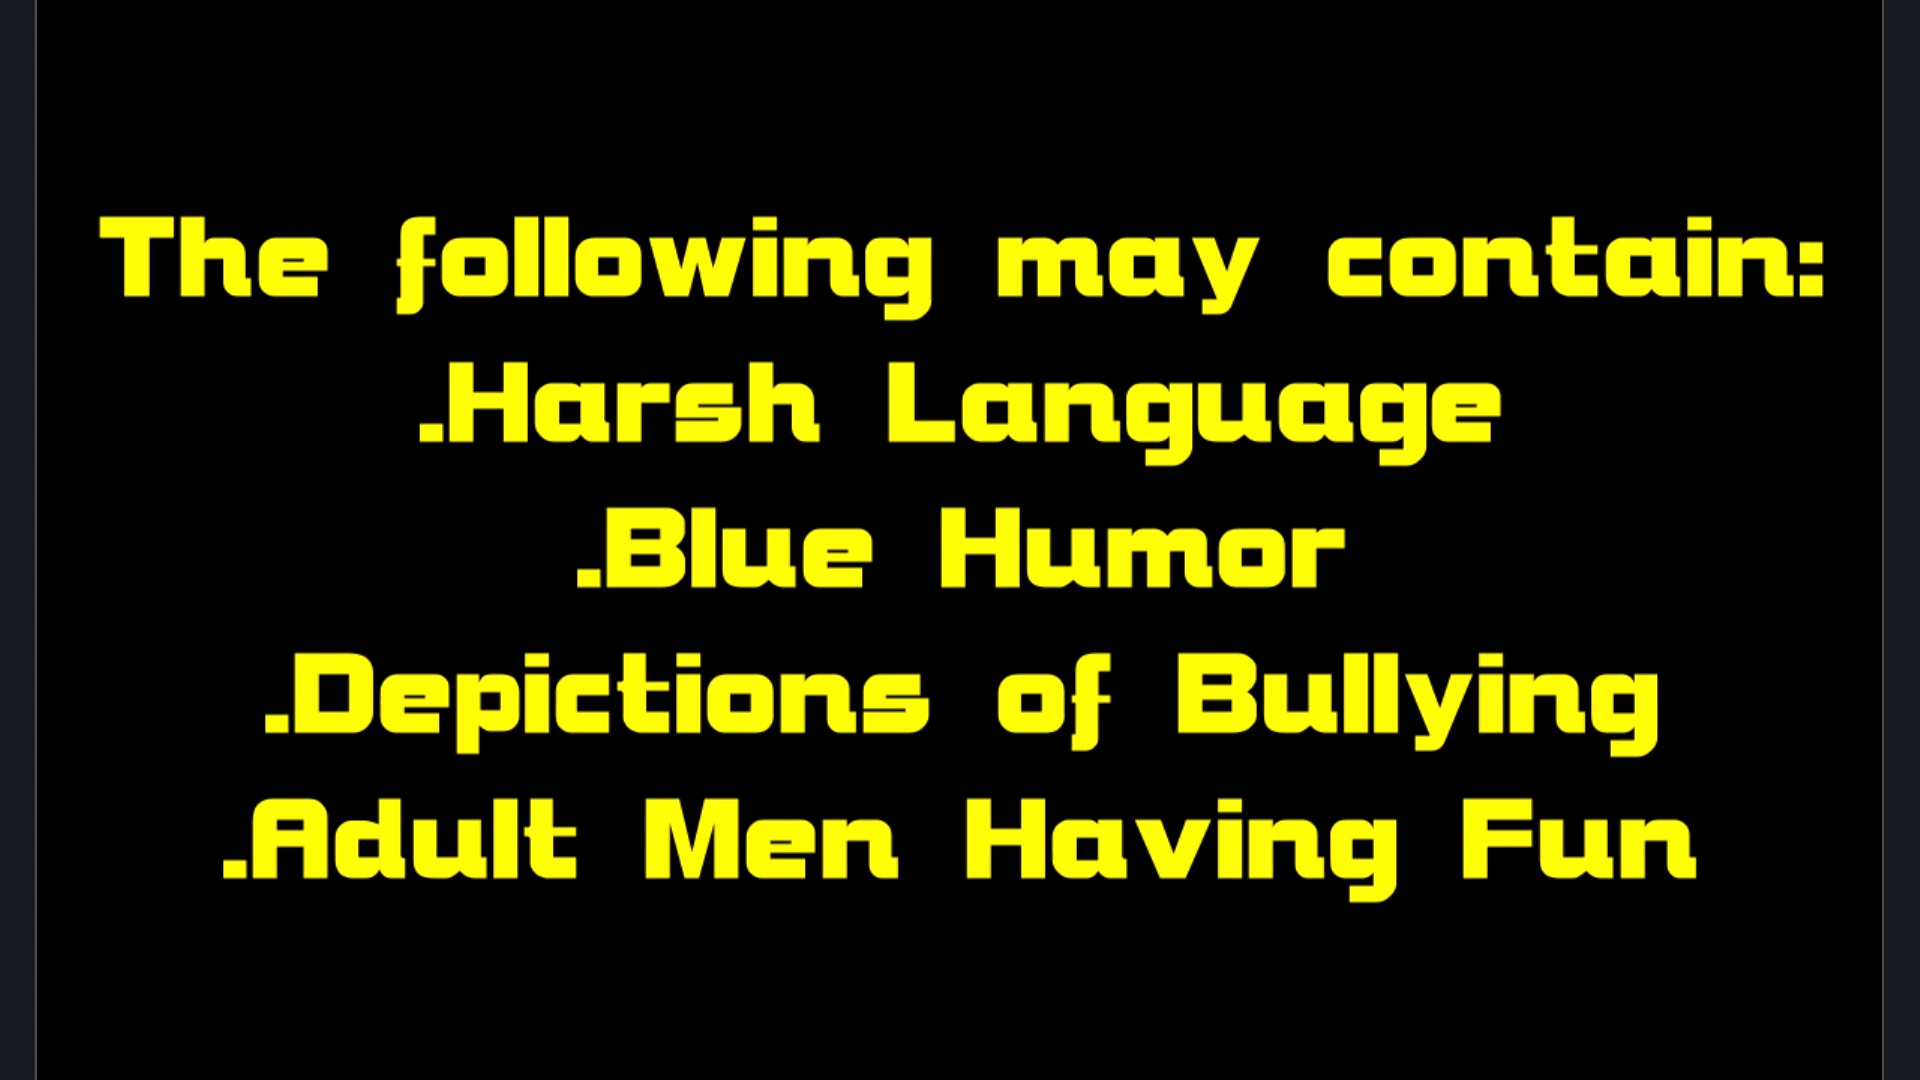 The following may contain:
.Harsh Language
.Blue Humor
.Depictions of Bullying
.Adult Men Having Fun